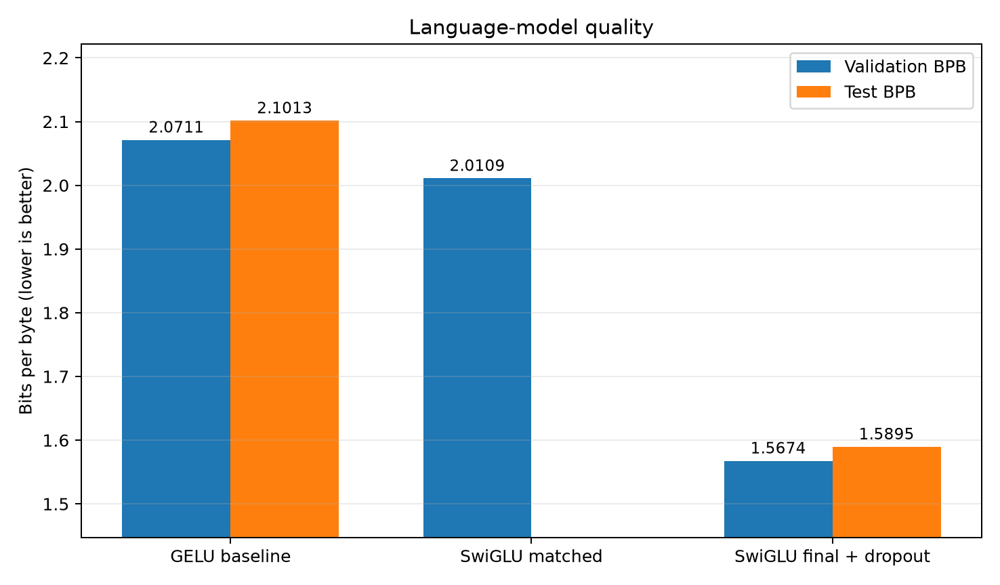 Language-model quality
Validation BPB
Test BPB
Bits per byte (lower is better)
2.2
2.1
2.0
1.9
1.8
1.7
1.6
1.5
2.0711
2.1013
2.0109
1.5674
1.5895
GELU baseline
SwiGLU matched
SwiGLU final + dropout